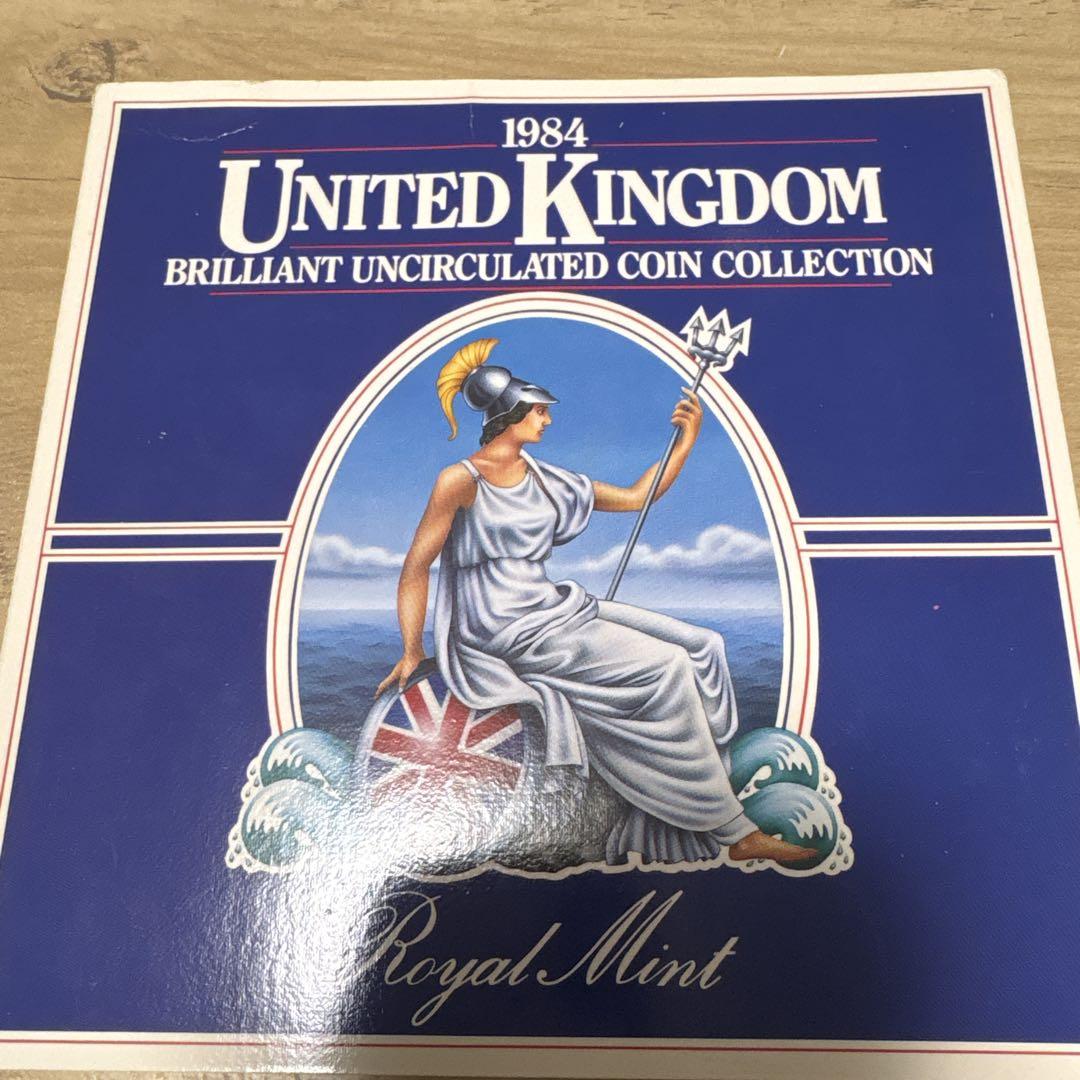 1984
UNITED KINGDOM
BRILLIANT UNCIRCULATED COIN COLLECTION
Royal Mint